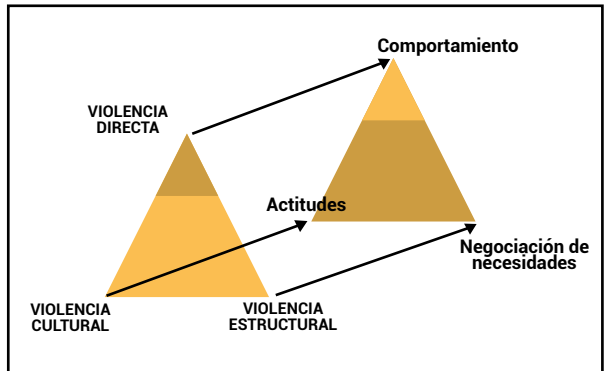 Comportamiento
VIOLENCIA
DIRECTA
Actitudes
Negociación de
necesidades
VIOLENCIA
CULTURAL
VIOLENCIA
ESTRUCTURAL